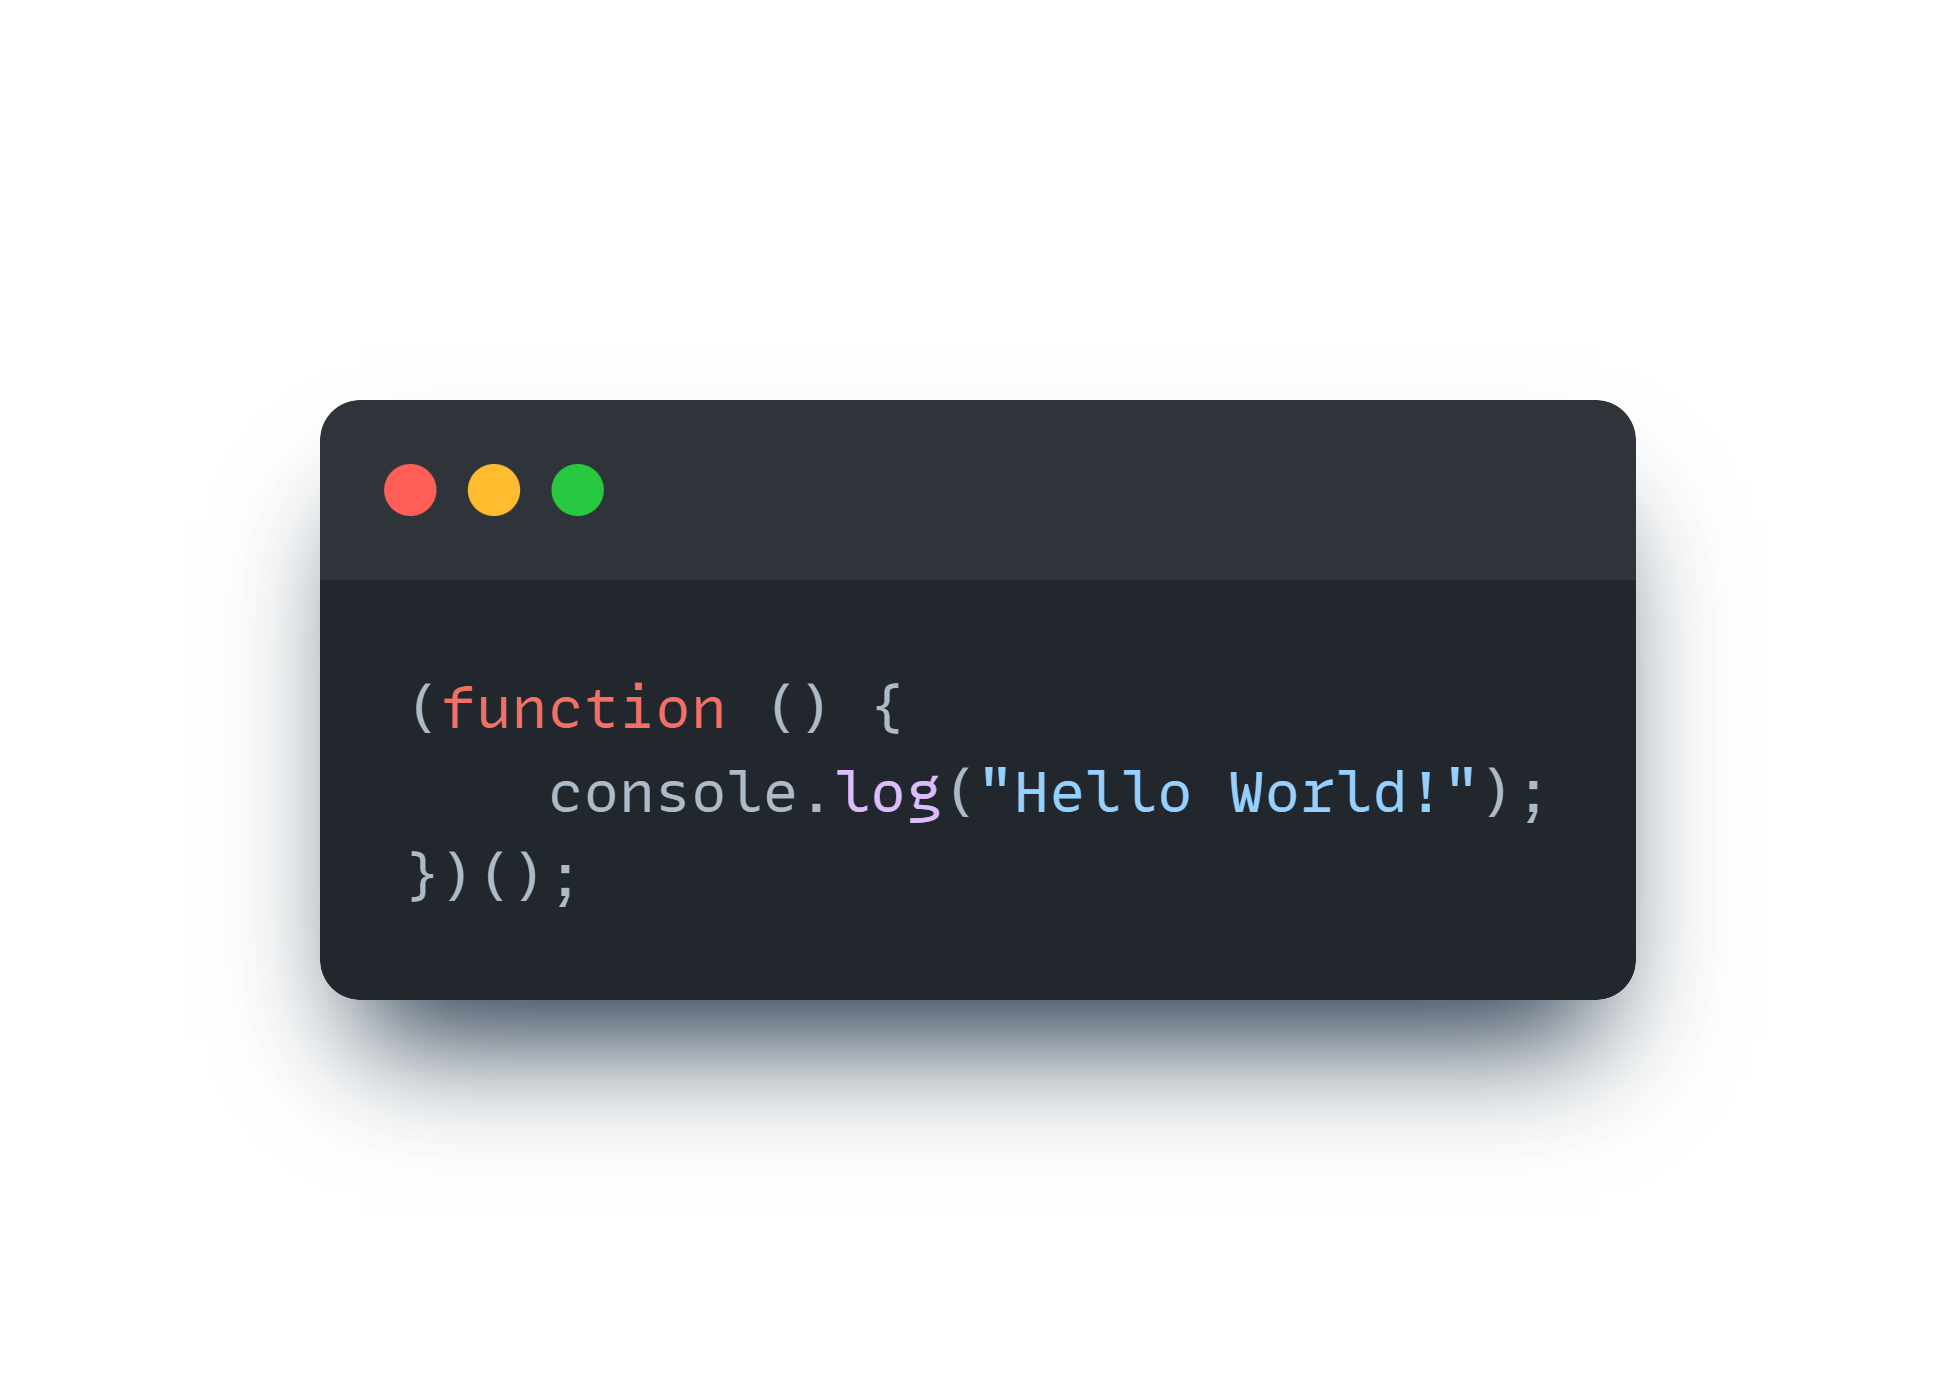 (function () {
    console.log("Hello World!");
})();